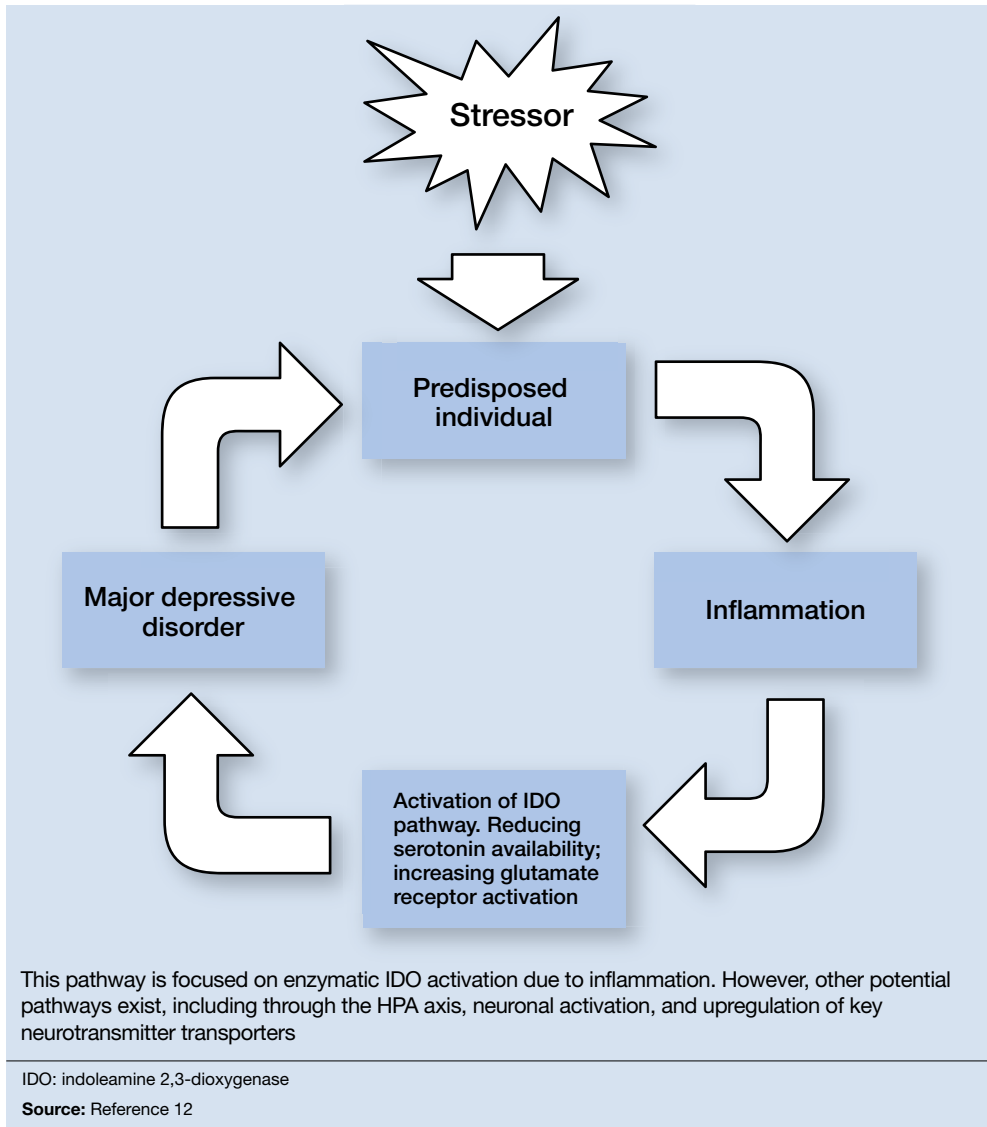 Stressor
Predisposed
individual
Major depressive
disorder
Inflammation
Activation of IDO
pathway. Reducing
serotonin availability;
increasing glutamate
receptor activation
This pathway is focused on enzymatic IDO activation due to inflammation. However, other potential
pathways exist, including through the HPA axis, neuronal activation, and upregulation of key
neurotransmitter transporters
IDO: indoleamine 2,3-dioxygenase
Source: Reference 12